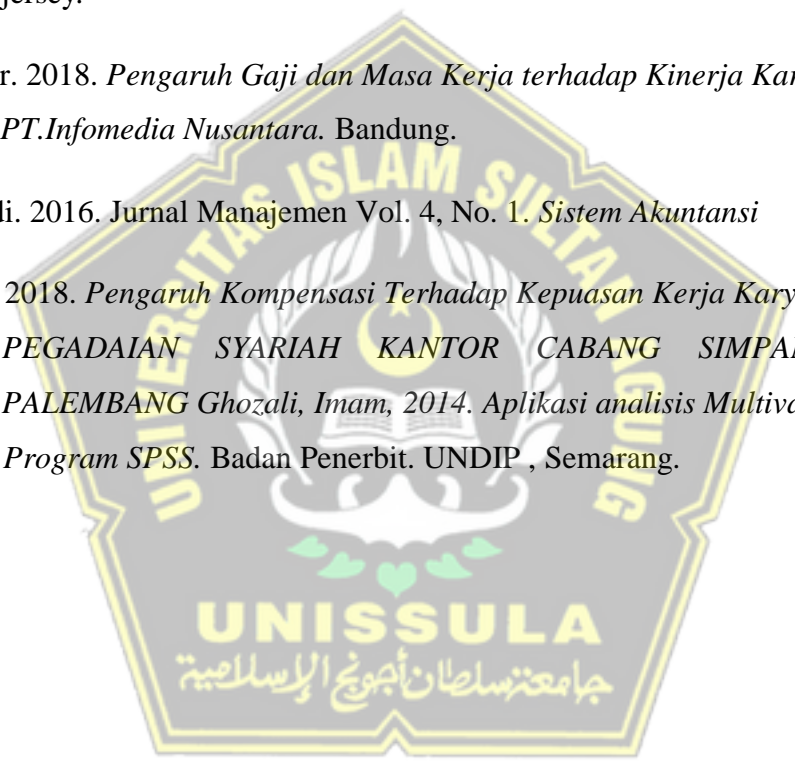 jersey.
r. 2018. Pengaruh Gaji dan Masa Kerja terhadap Kinerja Kar
PT.Infomedia Nusantara. Bandung.
di. 2016. Jurnal Manajemen Vol. 4, No. 1. Sistem Akuntansi
2018. Pengaruh Kompensasi Terhadap Kepuasan Kerja Kary
PEGADAIAN SYARIAH KANTOR CABANG SIMPA
PALEMBANG Ghozali, Imam, 2014. Aplikasi analisis Multiva
Program SPSS. Badan Penerbit. UNDIP , Semarang.
UNIVERSITAS ISLAM SULTAN AGUNG
UNISSULA
جامعة سلطان أجونج الإسلامية